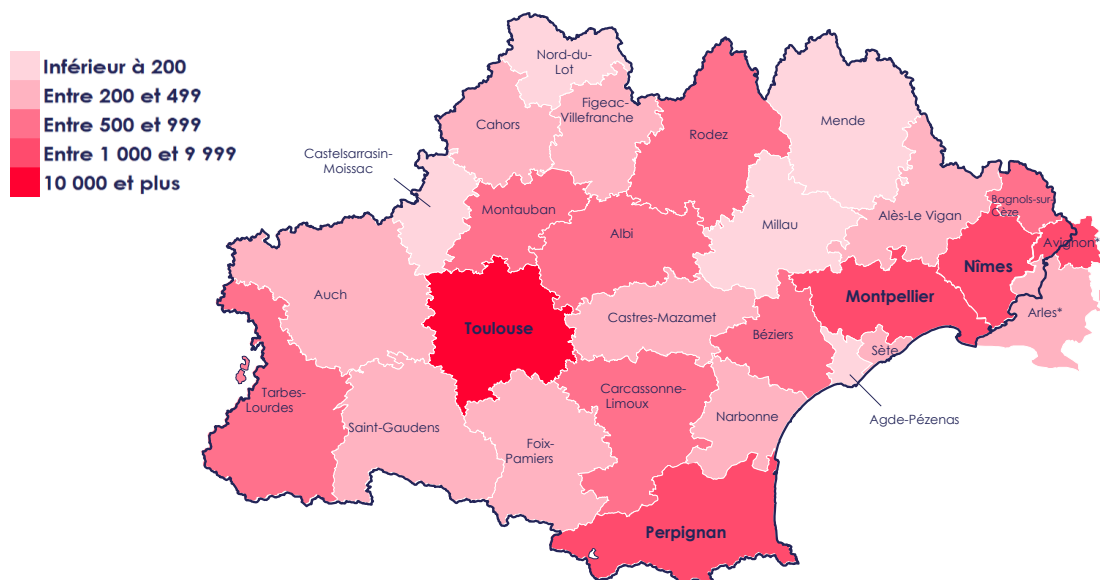 Inférieur à 200
Entre 200 et 499
Entre 500 et 999
Entre 1 000 et 9 999
10 000 et plus
Nord-du-
Lot
Figeac-
Villefranche
Cahors
Rodez
Mende
Castelsarrasin-
Moissac
Montauban
Albi
Millau
Alès-Le Vigan
Bagnols-sur-
Cèze
Avignon*
Nîmes
Auch
Toulouse
Castres-Mazamet
Montpellier
Arles*
Béziers
Sète
Tarbes-
Lourdes
Carcassonne-
Limoux
Narbonne
Agde-Pézenas
Saint-Gaudens
Foix-
Pamiers
Perpignan